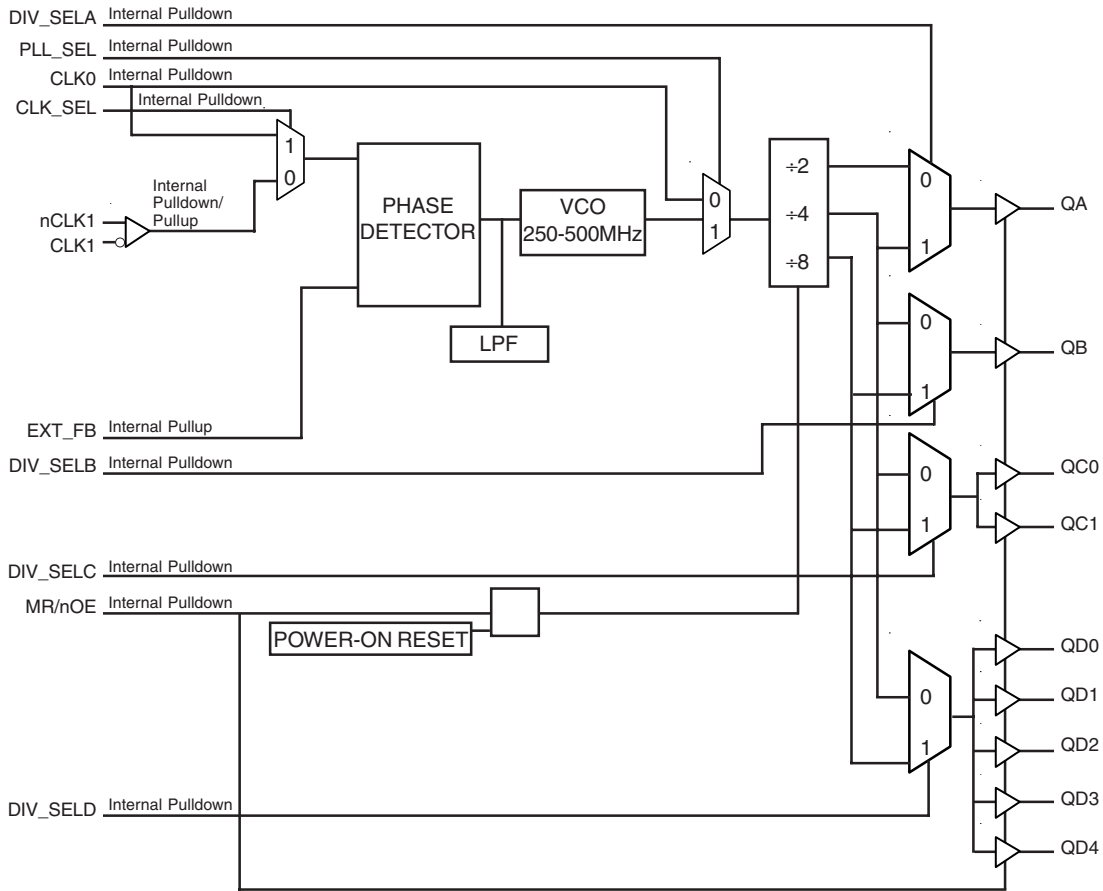 DIV_SELA Internal Pulldown
PLL_SEL Internal Pulldown
CLK0 Internal Pulldown
CLK_SEL Internal Pulldown
1
0
Internal
Pulldown/
Pullup
nCLK1
CLK1
PHASE
DETECTOR
VCO
250-500MHz
LPF
0
1
÷2
÷4
÷8
0
1
QA
0
1
QB
EXT_FB Internal Pullup
DIV_SELB Internal Pulldown
0
1
QC0
QC1
DIV_SELC Internal Pulldown
MR/nOE Internal Pulldown
POWER-ON RESET
0
1
QD0
QD1
QD2
QD3
QD4
DIV_SELD Internal Pulldown